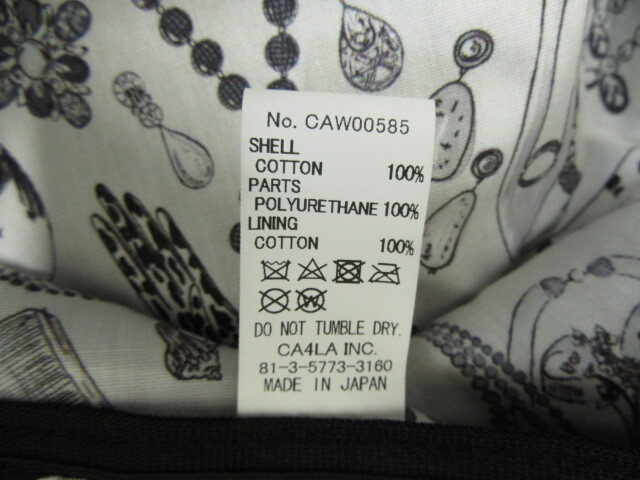 No. CAW00585
SHELL
COTTON 100%
PARTS
POLYURETHANE 100%
LINING
COTTON 100%
DO NOT TUMBLE DRY.
CA4LA INC.
81-3-5773-3160
MADE IN JAPAN